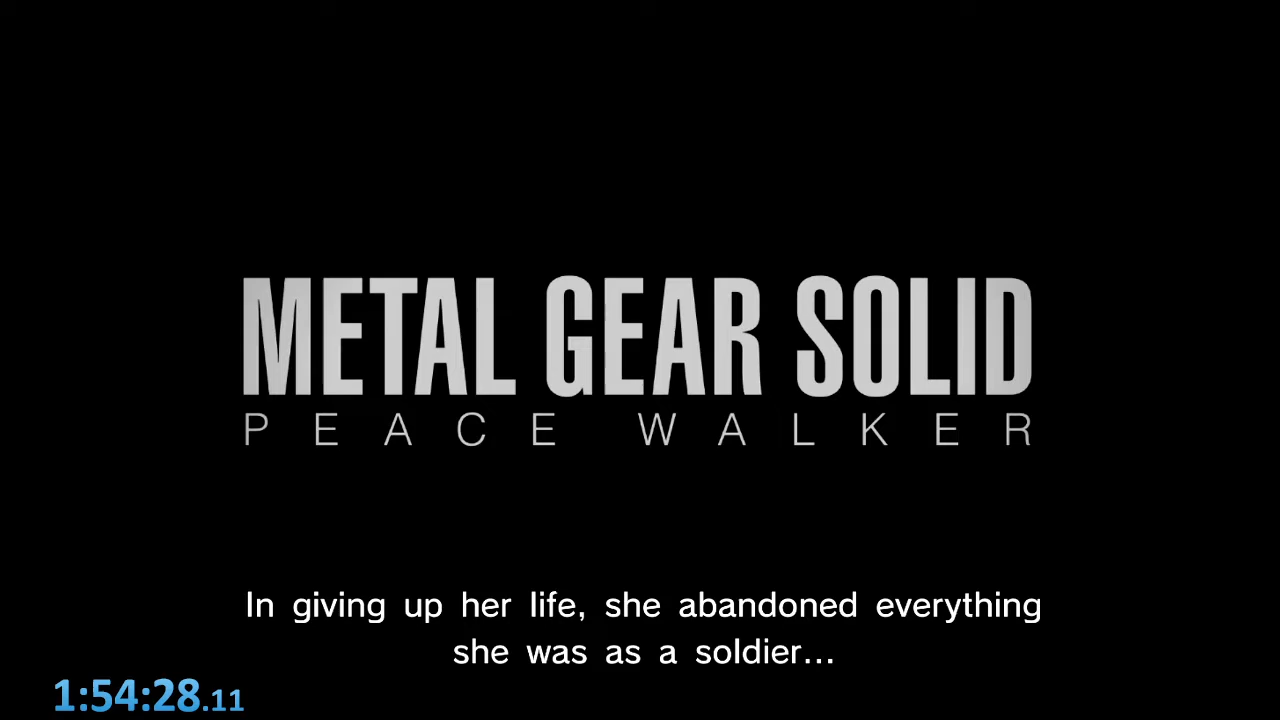 METAL GEAR SOLID
PEACE WALKER
In giving up her life, she abandoned everything
she was as a soldier...
1:54:28.11